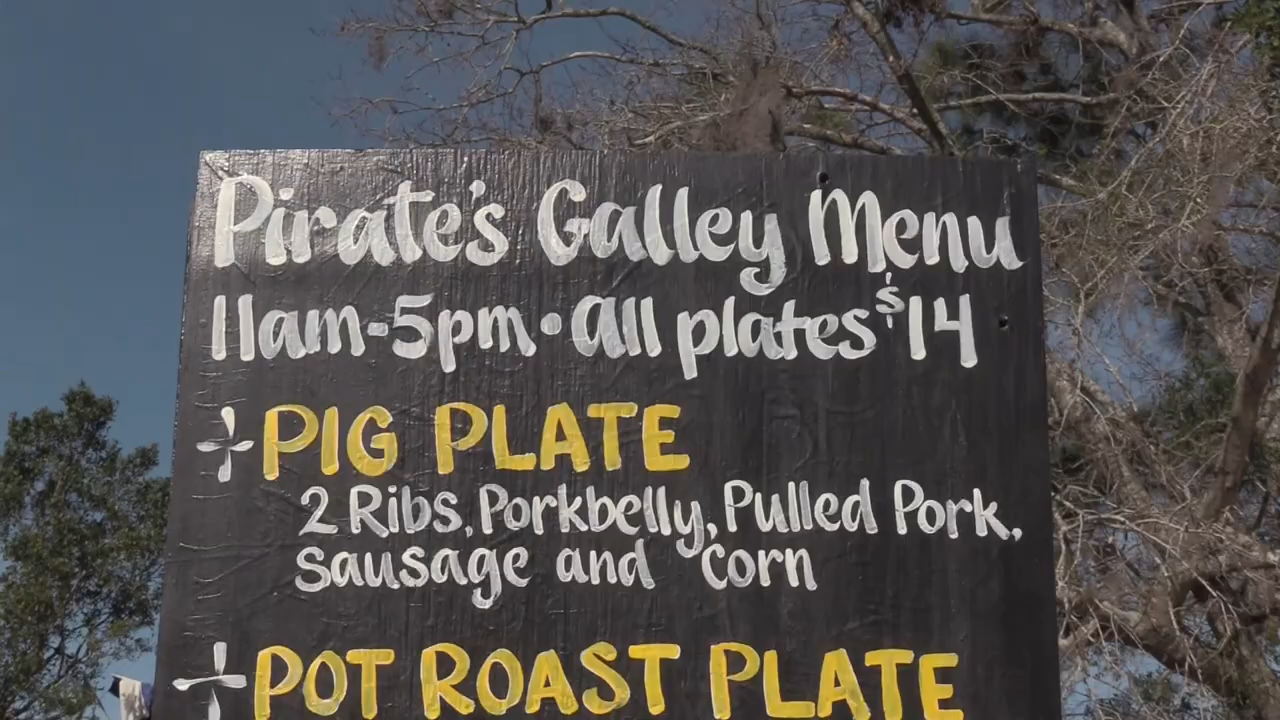 Pirate's Galley Menu
11am-5pm • All plates $14
PIG PLATE
2 Ribs, Porkbelly, Pulled Pork,
Sausage and Corn
POT ROAST PLATE